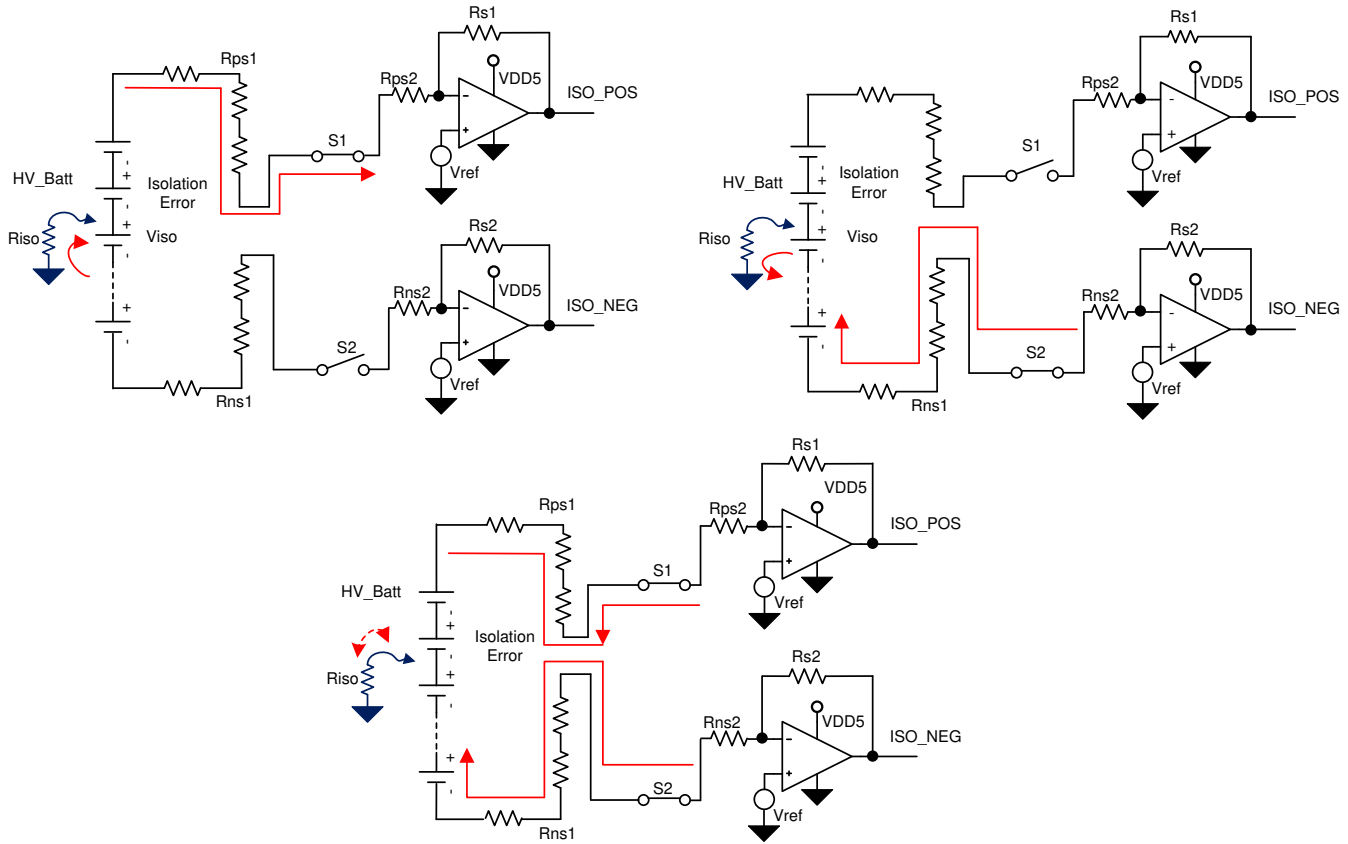 Rs1
Rps1
Rps2
VDD5
-
ISO_POS
+
S1
Vref
HV_Batt
+
-
Isolation
Error
+
-
Viso
Riso
+
-
Rs2
VDD5
Rns2
-
ISO_NEG
+
S2
Vref
Rns1
Rs1
Rps2
VDD5
-
ISO_POS
+
S1
Vref
HV_Batt
+
-
Isolation
Error
+
-
Viso
Riso
+
-
Rs2
VDD5
Rns2
-
ISO_NEG
+
S2
Vref
Rns1
Rs1
Rps1
Rps2
VDD5
-
ISO_POS
+
S1
Vref
HV_Batt
+
-
Isolation
Error
+
-
Riso
+
-
Rs2
VDD5
Rns2
-
ISO_NEG
+
S2
Vref
Rns1